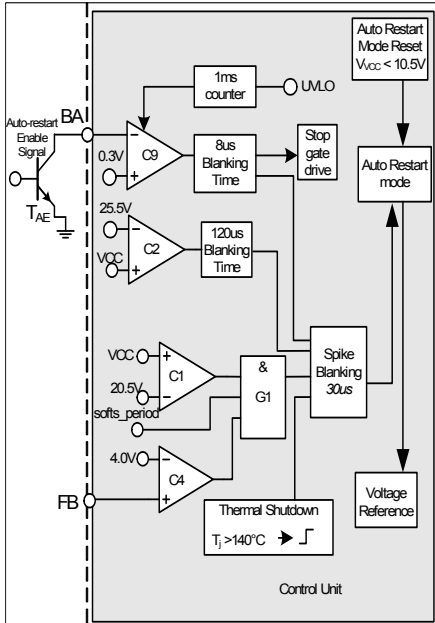 Auto Restart
Mode Reset
VVCC < 10.5V
1ms
counter
UVLO
BA
Auto-restart
Enable
Signal
TAE
0.3V
C9
8us
Blanking
Time
Stop
gate
drive
Auto Restart
mode
25.5V
VCC
C2
120us
Blanking
Time
VCC
20.5V
C1
softs_period
&
G1
Spike
Blanking
30us
4.0V
C4
FB
Thermal Shutdown
Tj >140°C
Voltage
Reference
Control Unit